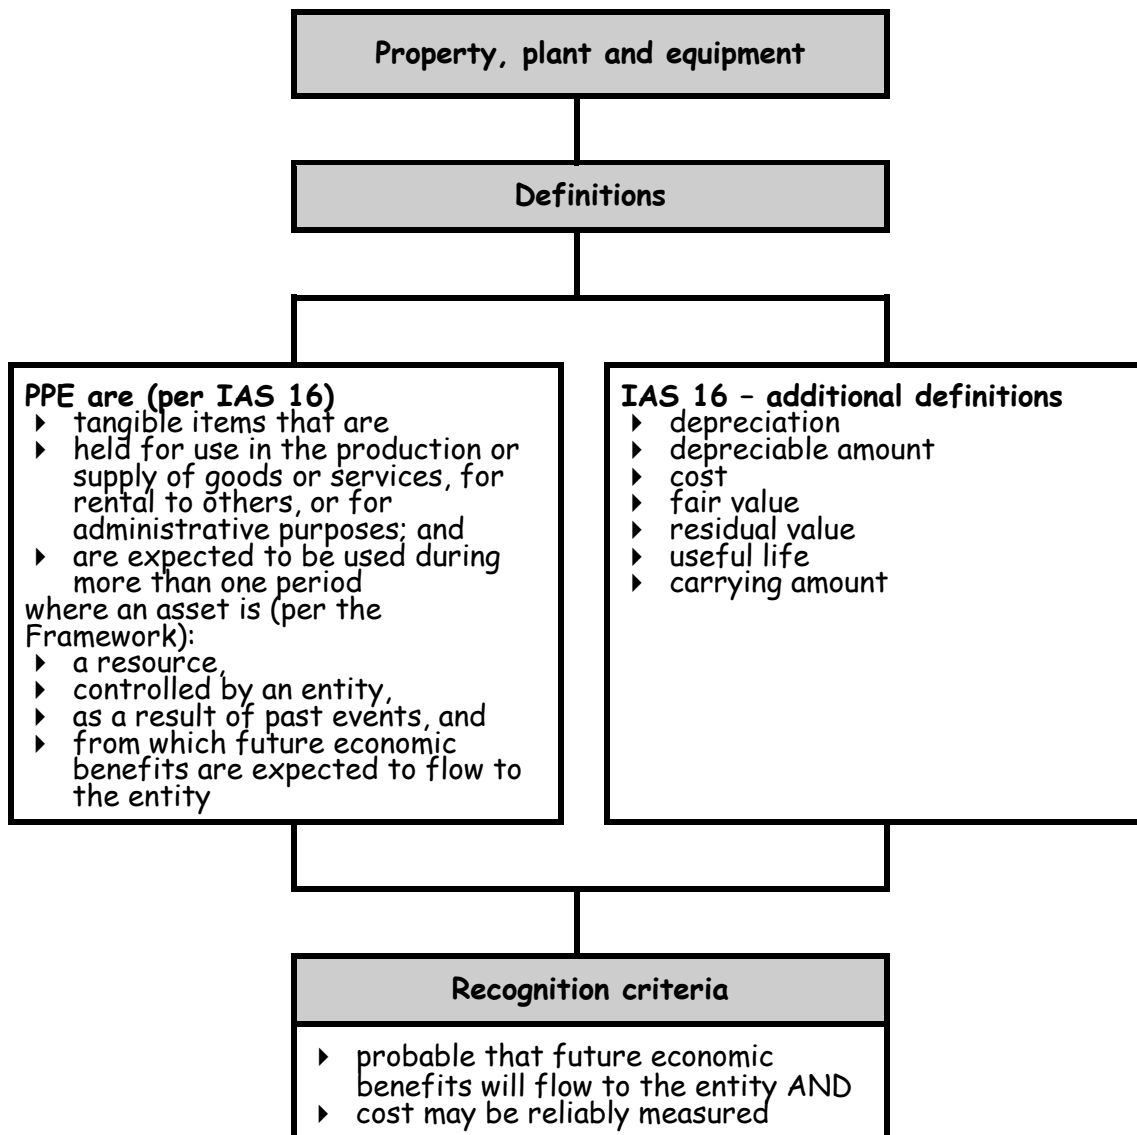 Property, plant and equipment
Definitions
PPE are (per IAS 16)
▸ tangible items that are
▸ held for use in the production or
supply of goods or services, for
rental to others, or for
administrative purposes; and
▸ are expected to be used during
more than one period
where an asset is (per the
Framework):
▸ a resource,
▸ controlled by an entity,
▸ as a result of past events, and
▸ from which future economic
benefits are expected to flow to
the entity
IAS 16 – additional definitions
▸ depreciation
▸ depreciable amount
▸ cost
▸ fair value
▸ residual value
▸ useful life
▸ carrying amount
Recognition criteria
▸ probable that future economic
benefits will flow to the entity AND
▸ cost may be reliably measured